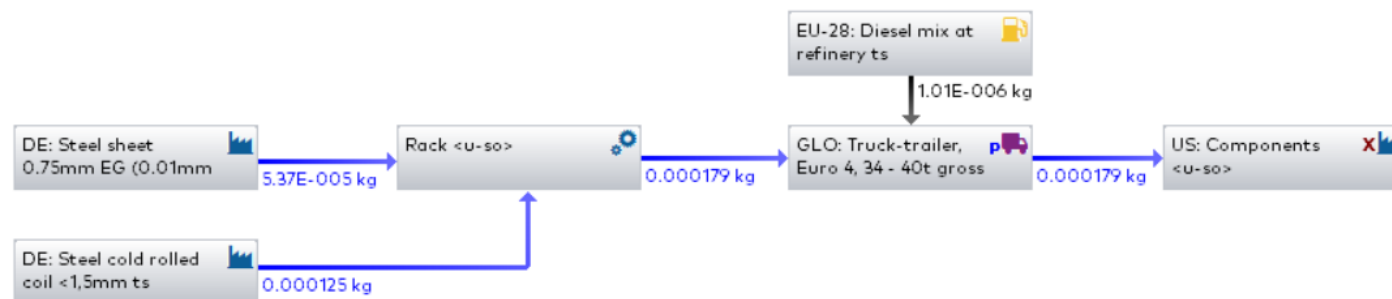 EU-28: Diesel mix at
refinery ts
1.01E-006 kg
DE: Steel sheet
0.75mm EG (0.01mm
5.37E-005 kg
Rack <u-so>
0.000179 kg
GLO: Truck-trailer,
Euro 4, 34 - 40t gross
p
0.000179 kg
US: Components
<u-so>
X
DE: Steel cold rolled
coil <1,5mm ts
0.000125 kg